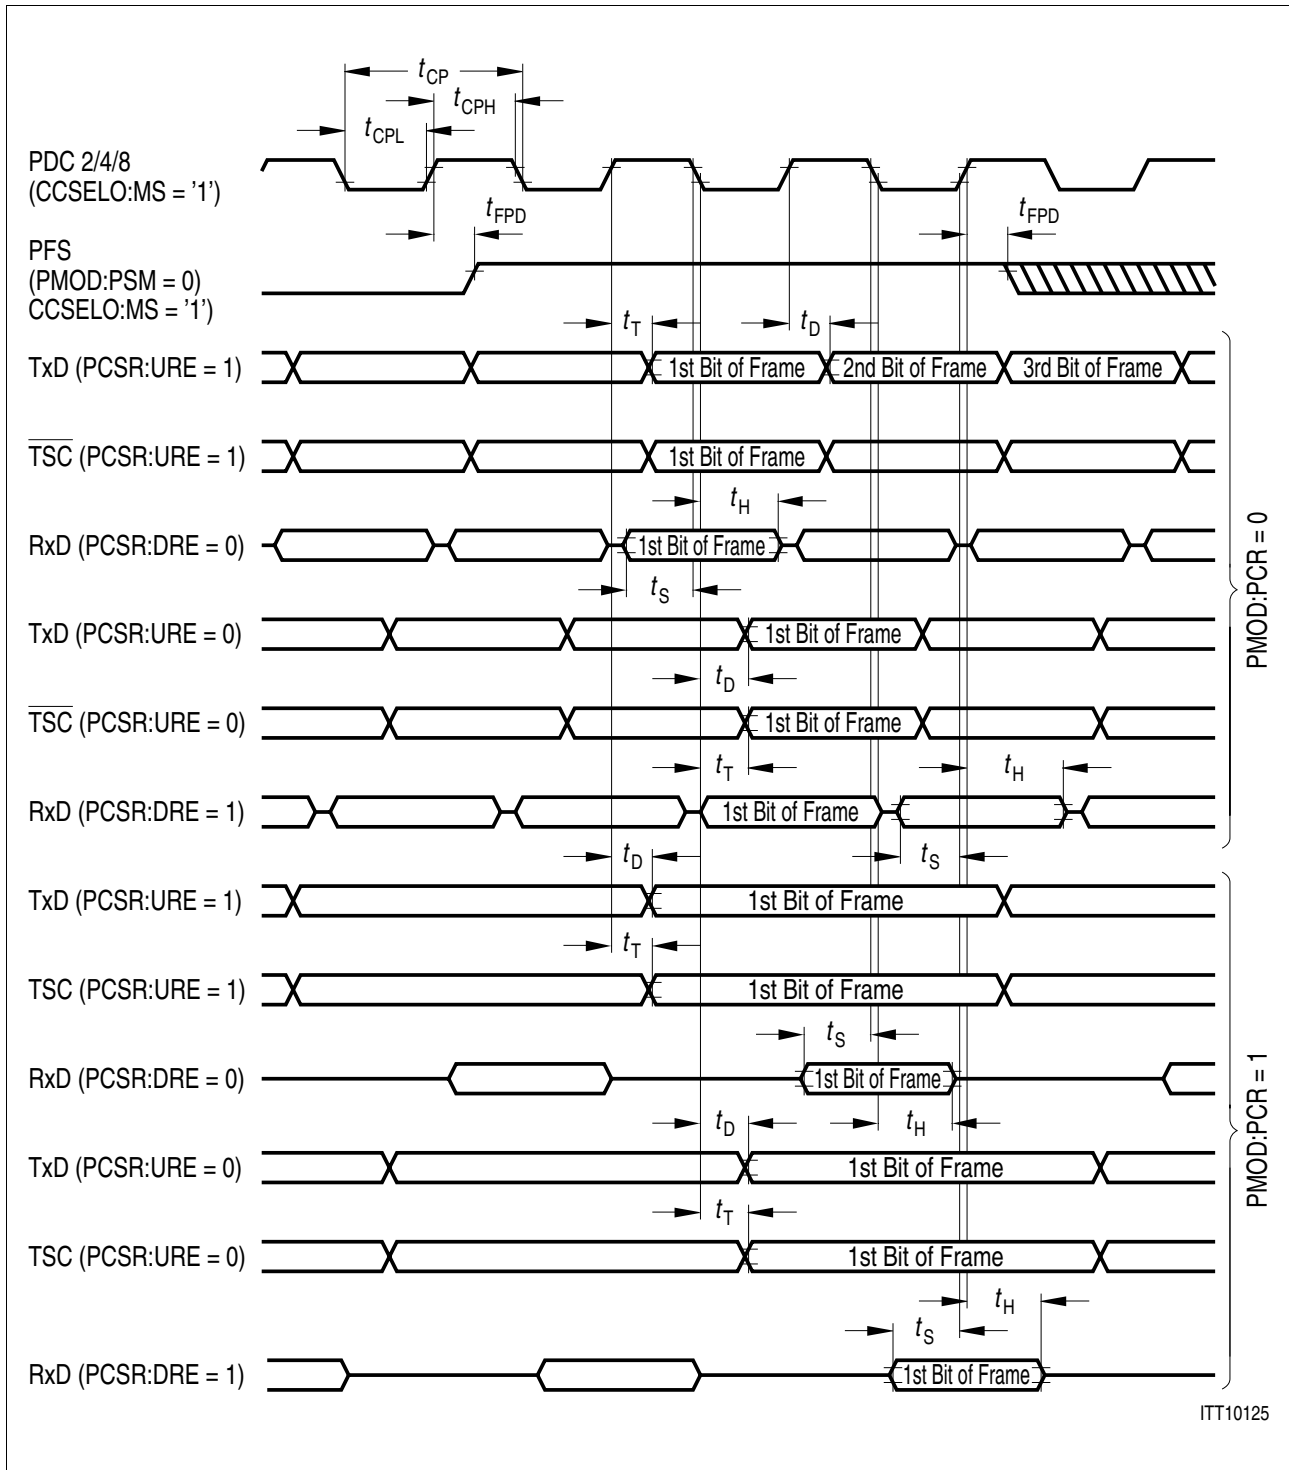 tCP
tCPH
tCPL
PDC 2/4/8
(CCSELO:MS = '1')
tFPD
tFPD
PFS
(PMOD:PSM = 0)
CCSELO:MS = '1')
tT
tD
TxD (PCSR:URE = 1)
1st Bit of Frame
2nd Bit of Frame
3rd Bit of Frame
TSC (PCSR:URE = 1)
1st Bit of Frame
tH
RxD (PCSR:DRE = 0)
1st Bit of Frame
tS
TxD (PCSR:URE = 0)
1st Bit of Frame
tD
TSC (PCSR:URE = 0)
1st Bit of Frame
tT
tH
RxD (PCSR:DRE = 1)
1st Bit of Frame
tD
tS
PMOD:PCR = 0
TxD (PCSR:URE = 1)
1st Bit of Frame
tT
TSC (PCSR:URE = 1)
1st Bit of Frame
tS
RxD (PCSR:DRE = 0)
1st Bit of Frame
tD
tH
TxD (PCSR:URE = 0)
1st Bit of Frame
tT
TSC (PCSR:URE = 0)
1st Bit of Frame
tH
tS
RxD (PCSR:DRE = 1)
1st Bit of Frame
PMOD:PCR = 1
ITT10125